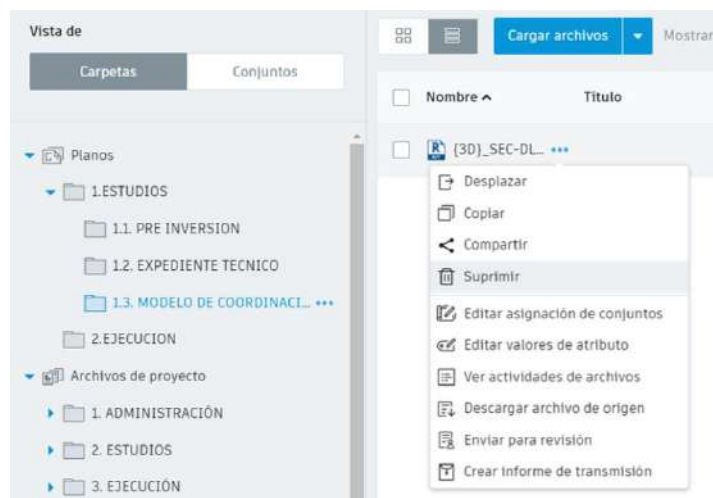 Vista de
Carpetas
Conjuntos
Planos
1.ESTUDIOS
1.1. PRE INVERSION
1.2. EXPEDIENTE TECNICO
1.3. MODELO DE COORDINACI...
2.EJECUCION
Archivos de proyecto
1. ADMINISTRACIÓN
2. ESTUDIOS
3. EJECUCIÓN
Cargar archivos
Mostrar
Nombre
Título
{3D}_SEC-DL...
Desplazar
Copiar
Compartir
Suprimir
Editar asignación de conjuntos
Editar valores de atributo
Ver actividades de archivos
Descargar archivo de origen
Enviar para revisión
Crear informe de transmisión